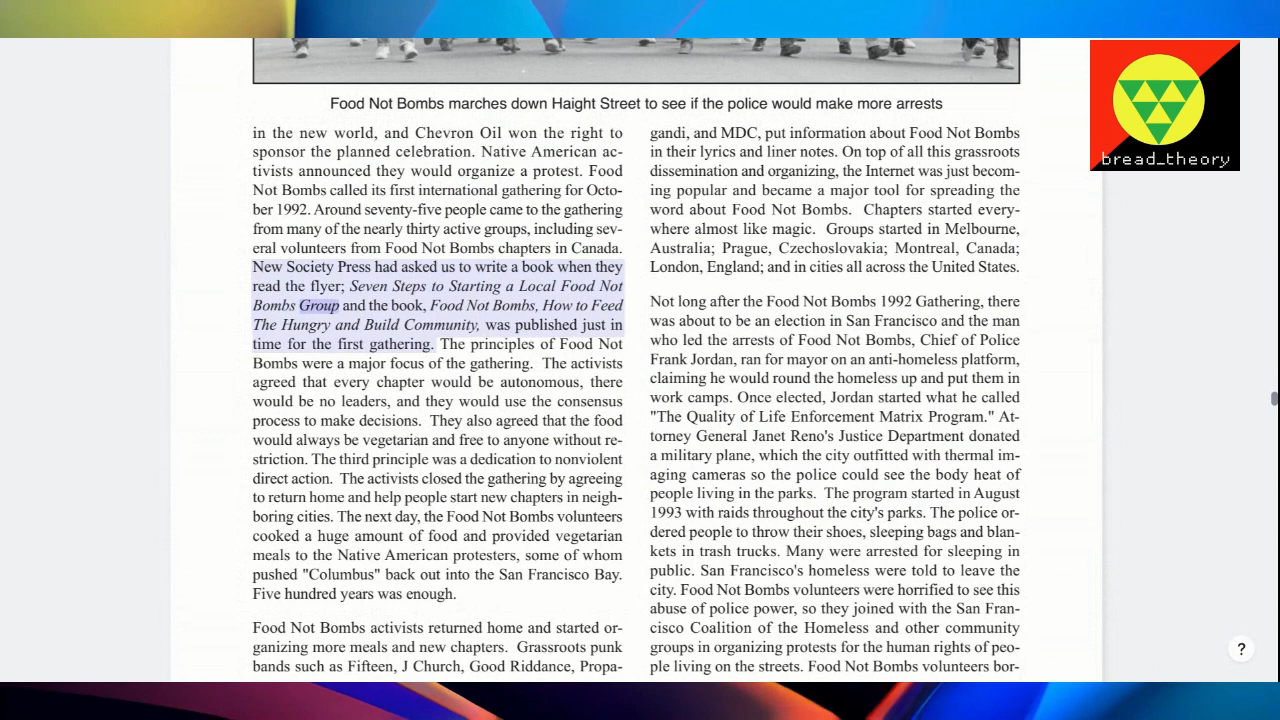 Food Not Bombs marches down Haight Street to see if the police would make more arrests
in the new world, and Chevron Oil won the right to
sponsor the planned celebration. Native American ac-
tivists announced they would organize a protest. Food
Not Bombs called its first international gathering for Octo-
ber 1992. Around seventy-five people came to the gathering
from many of the nearly thirty active groups, including sev-
eral volunteers from Food Not Bombs chapters in Canada.
New Society Press had asked us to write a book when they
read the flyer; Seven Steps to Starting a Local Food Not
Bombs Group and the book, Food Not Bombs, How to Feed
The Hungry and Build Community, was published just in
time for the first gathering. The principles of Food Not
Bombs were a major focus of the gathering.  The activists
agreed that every chapter would be autonomous, there
would be no leaders, and they would use the consensus
process to make decisions.  They also agreed that the food
would always be vegetarian and free to anyone without re-
striction. The third principle was a dedication to nonviolent
direct action.  The activists closed the gathering by agreeing
to return home and help people start new chapters in neigh-
boring cities. The next day, the Food Not Bombs volunteers
cooked a huge amount of food and provided vegetarian
meals to the Native American protesters, some of whom
pushed "Columbus" back out into the San Francisco Bay.
Five hundred years was enough.
Food Not Bombs activists returned home and started or-
ganizing more meals and new chapters.  Grassroots punk
bands such as Fifteen, J Church, Good Riddance, Propa-
gandi, and MDC, put information about Food Not Bombs
in their lyrics and liner notes. On top of all this grassroots
dissemination and organizing, the Internet was just becom-
ing popular and became a major tool for spreading the
word about Food Not Bombs.  Chapters started every-
where almost like magic.  Groups started in Melbourne,
Australia; Prague, Czechoslovakia; Montreal, Canada;
London, England; and in cities all across the United States.
Not long after the Food Not Bombs 1992 Gathering, there
was about to be an election in San Francisco and the man
who led the arrests of Food Not Bombs, Chief of Police
Frank Jordan, ran for mayor on an anti-homeless platform,
claiming he would round the homeless up and put them in
work camps. Once elected, Jordan started what he called
"The Quality of Life Enforcement Matrix Program." At-
torney General Janet Reno's Justice Department donated
a military plane, which the city outfitted with thermal im-
aging cameras so the police could see the body heat of
people living in the parks.  The program started in August
1993 with raids throughout the city's parks. The police or-
dered people to throw their shoes, sleeping bags and blan-
kets in trash trucks. Many were arrested for sleeping in
public. San Francisco's homeless were told to leave the
city. Food Not Bombs volunteers were horrified to see this
abuse of police power, so they joined with the San Fran-
cisco Coalition of the Homeless and other community
groups in organizing protests for the human rights of peo-
ple living on the streets. Food Not Bombs volunteers bor-
bread_theory
?